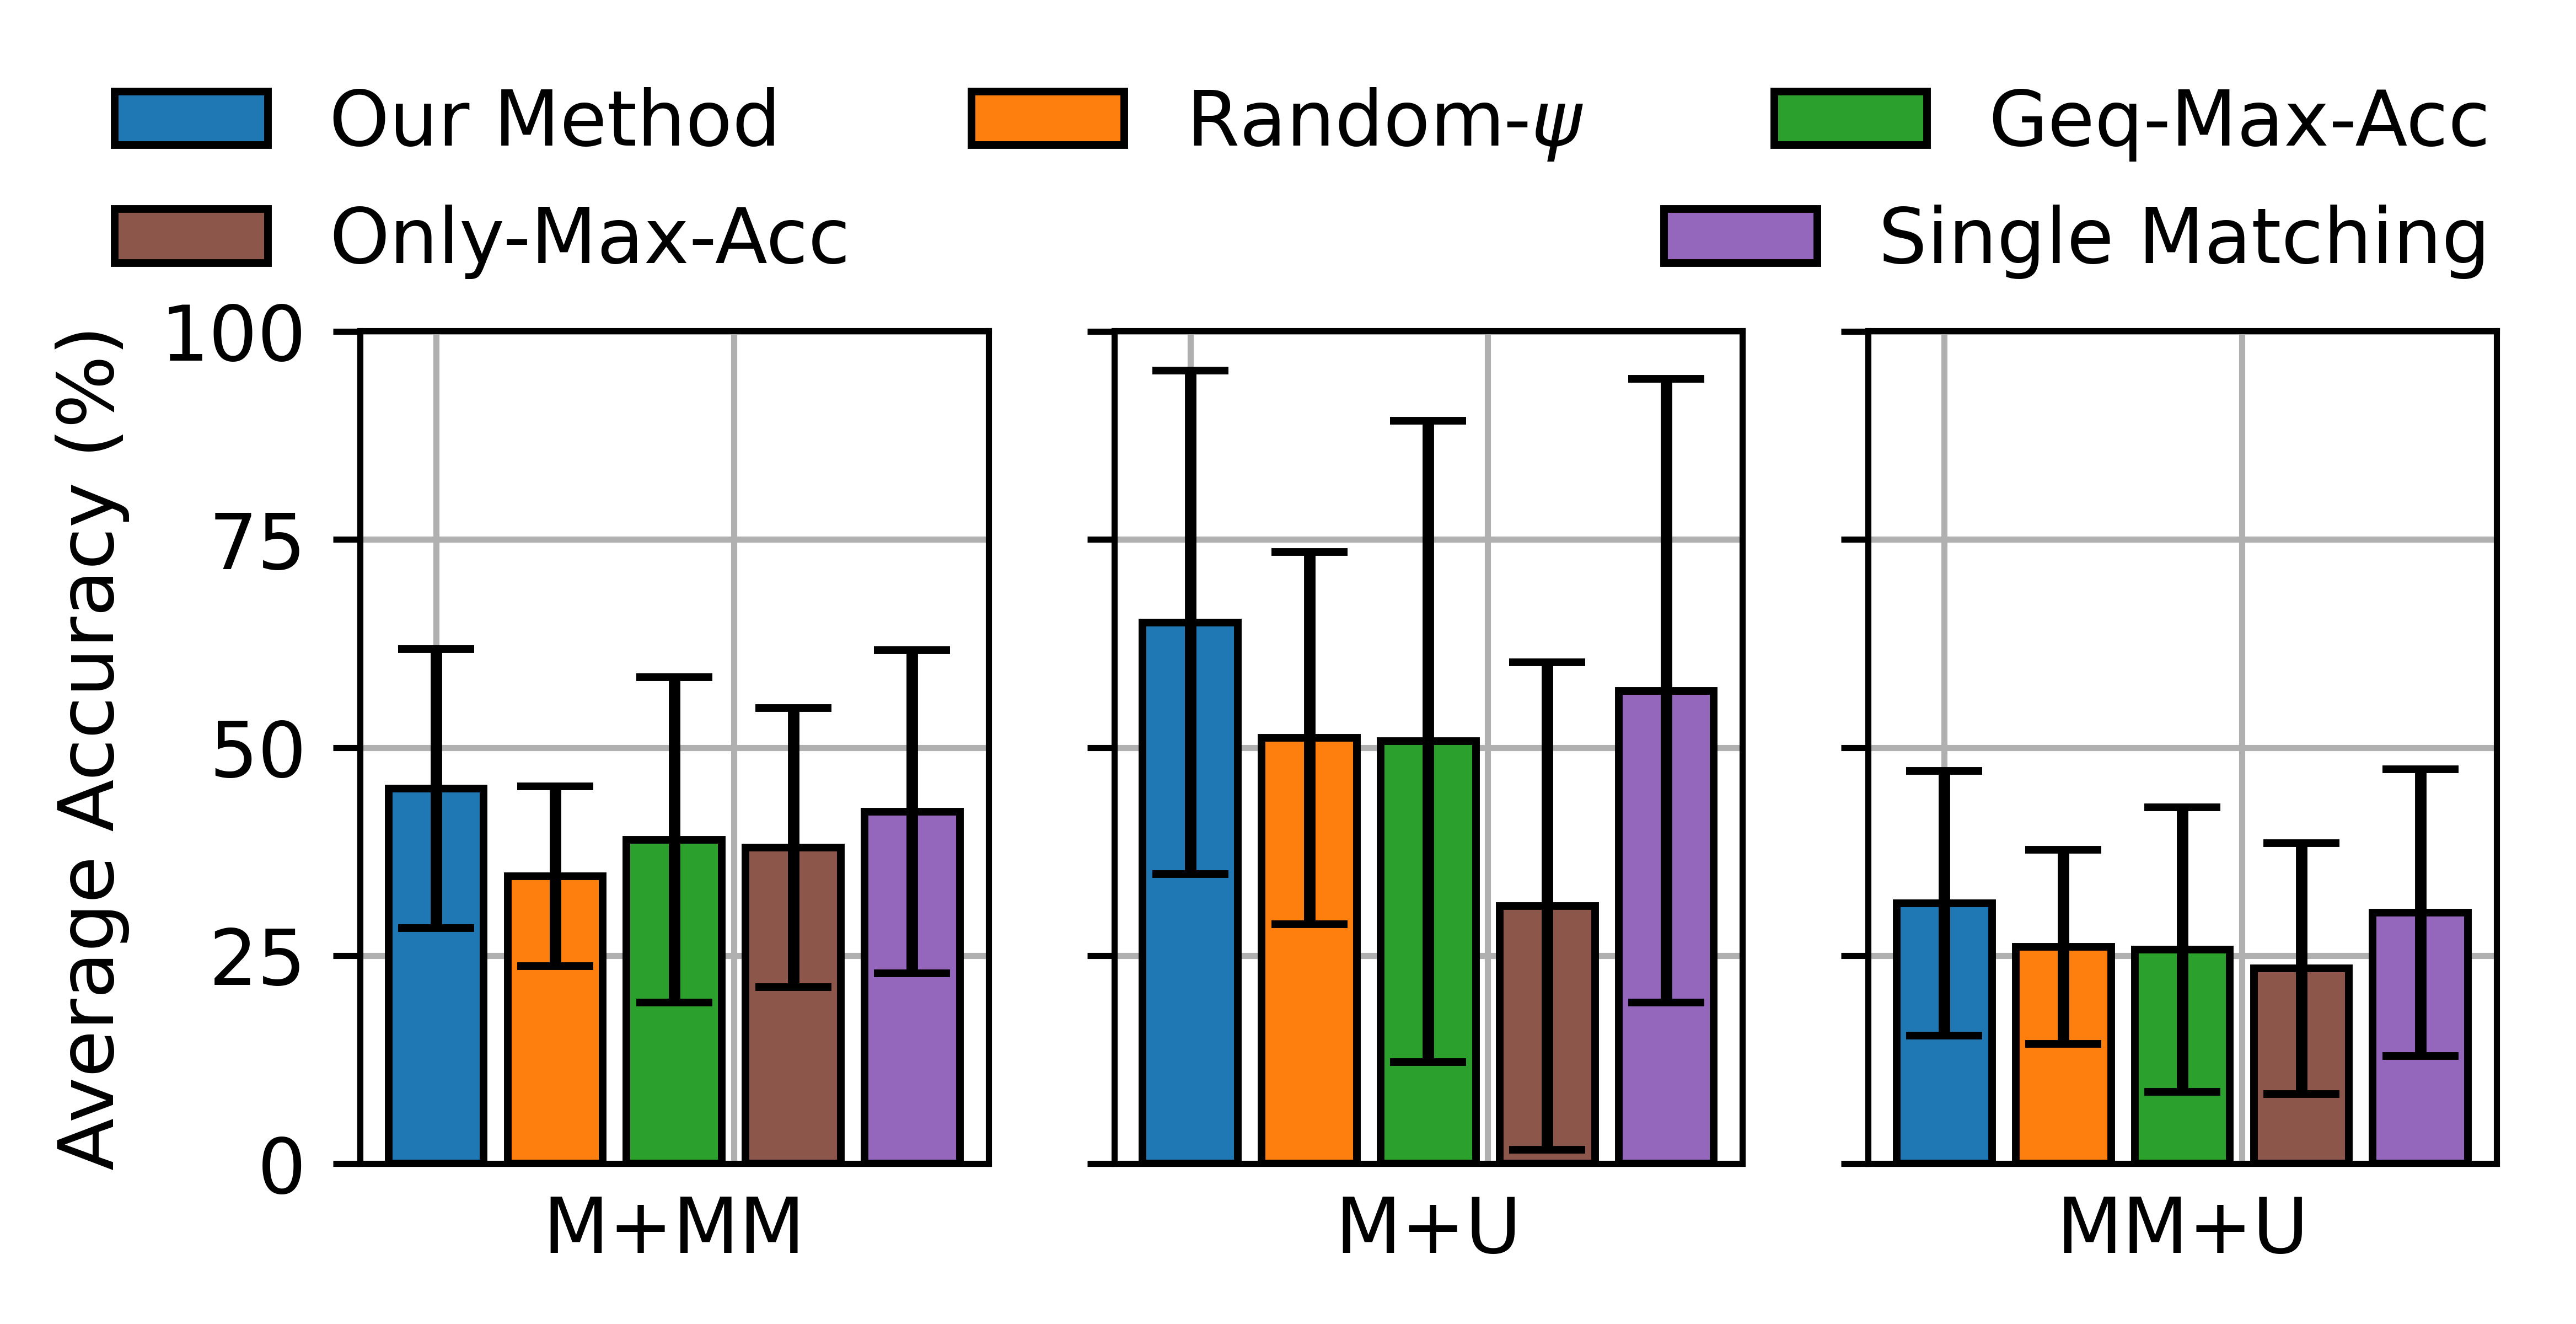 Our Method Random-ψ Geq-Max-Acc
Only-Max-Acc Single Matching
Average Accuracy (%)
100
75
50
25
0
M+MM M+U MM+U